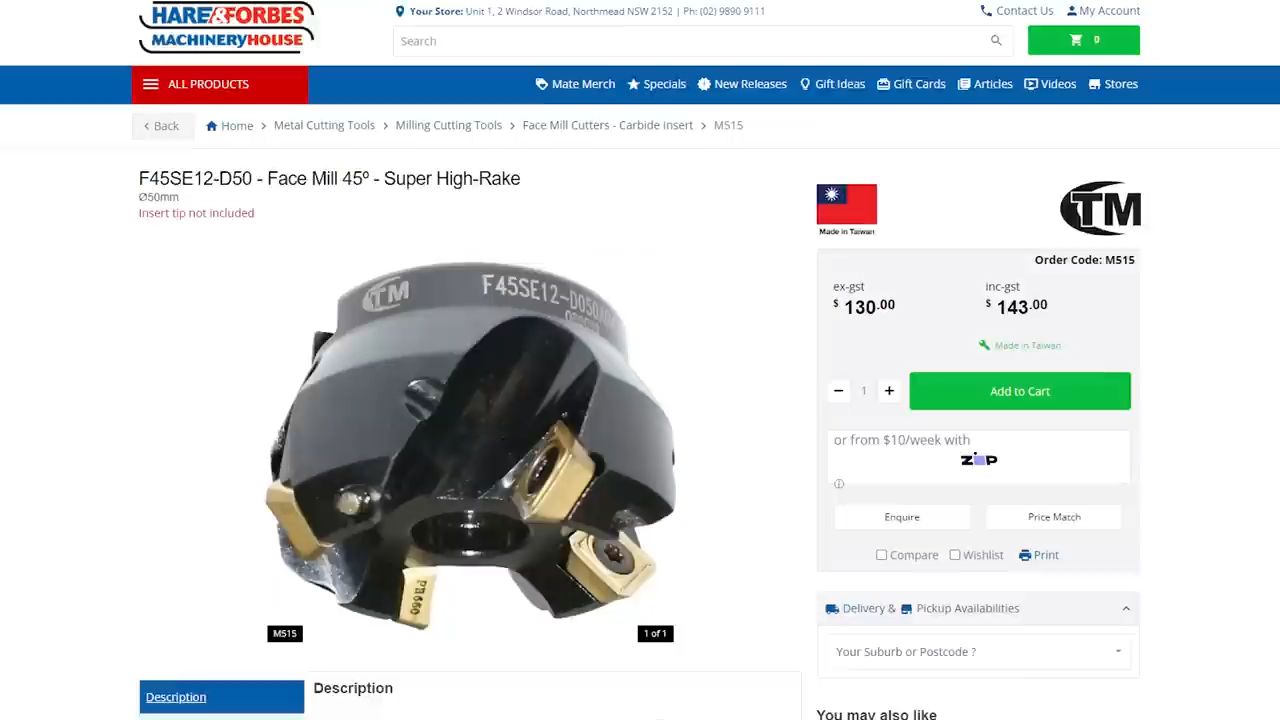 HARE & FORBES
MACHINERYHOUSE
Your Store: Unit 1, 2 Windsor Road, Northmead NSW 2152 | Ph: (02) 9890 9111
Contact Us
My Account
Search
0
ALL PRODUCTS
Mate Merch
Specials
New Releases
Gift Ideas
Gift Cards
Articles
Videos
Stores
Back
Home > Metal Cutting Tools > Milling Cutting Tools > Face Mill Cutters - Carbide Insert > M515
F45SE12-D50 - Face Mill 45º - Super High-Rake
Ø50mm
Insert tip not included
TM
F45SE12-D050
M515
1 of 1
Made in Taiwan
TM
Order Code: M515
ex-gst
$ 130.00
inc-gst
$ 143.00
Made in Taiwan
− 1 +
Add to Cart
or from $10/week with
zip
Enquire
Price Match
Compare
Wishlist
Print
Delivery & Pickup Availabilities
Your Suburb or Postcode ?
Description
Description
You may also like